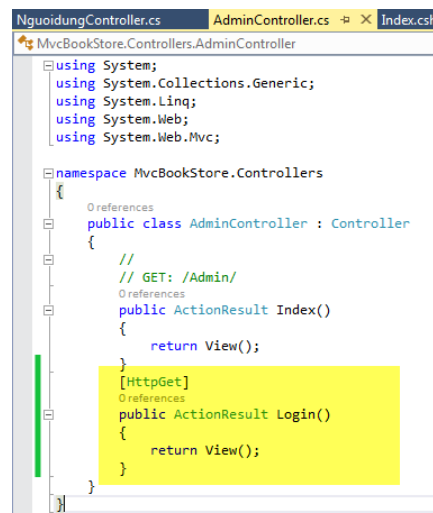 NguoidungController.cs AdminController.cs Index.csh
MvcBookStore.Controllers.AdminController
using System;
using System.Collections.Generic;
using System.Linq;
using System.Web;
using System.Web.Mvc;
namespace MvcBookStore.Controllers
{
0 references
public class AdminController : Controller
{
//
// GET: /Admin/
0 references
public ActionResult Index()
{
return View();
}
[HttpGet]
0 references
public ActionResult Login()
{
return View();
}
}
}